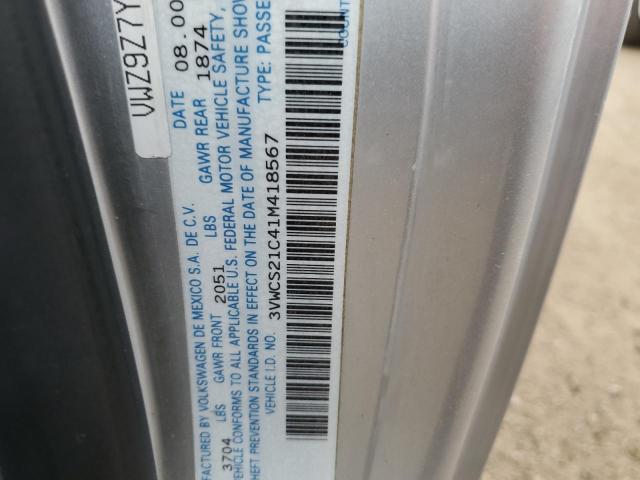 VWZ9Z7Y
FACTURED BY VOLKSWAGEN DE MEXICO S.A. DE C.V. DATE 08.00
3704 LBS GAWR FRONT 2051 LBS GAWR REAR 1874
VEHICLE CONFORMS TO ALL APPLICABLE U.S. FEDERAL MOTOR VEHICLE SAFETY,
THEFT PREVENTION STANDARDS IN EFFECT ON THE DATE OF MANUFACTURE SHOW
VEHICLE I.D. NO. 3VWCS21C41M418567 TYPE: PASSE
COUNT